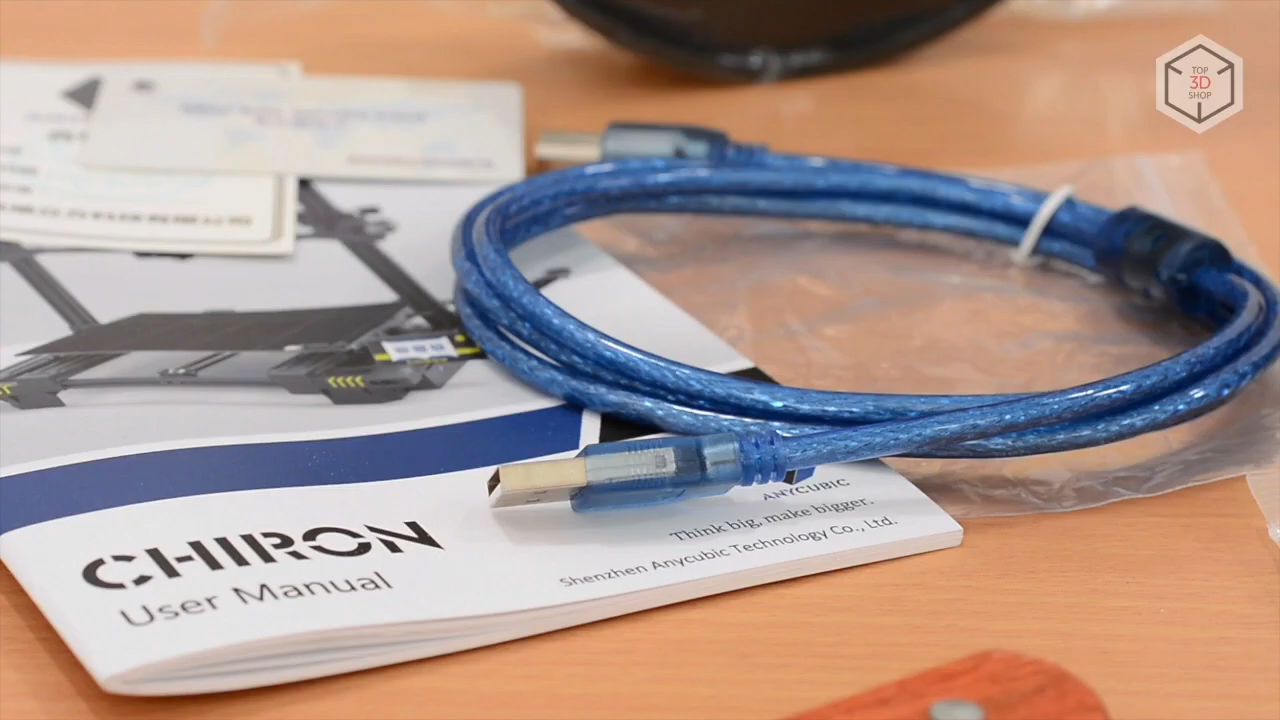 TOP
3D
SHOP
CHIRON
User Manual
ANYCUBIC
Think big, make bigger.
Shenzhen Anycubic Technology Co., Ltd.